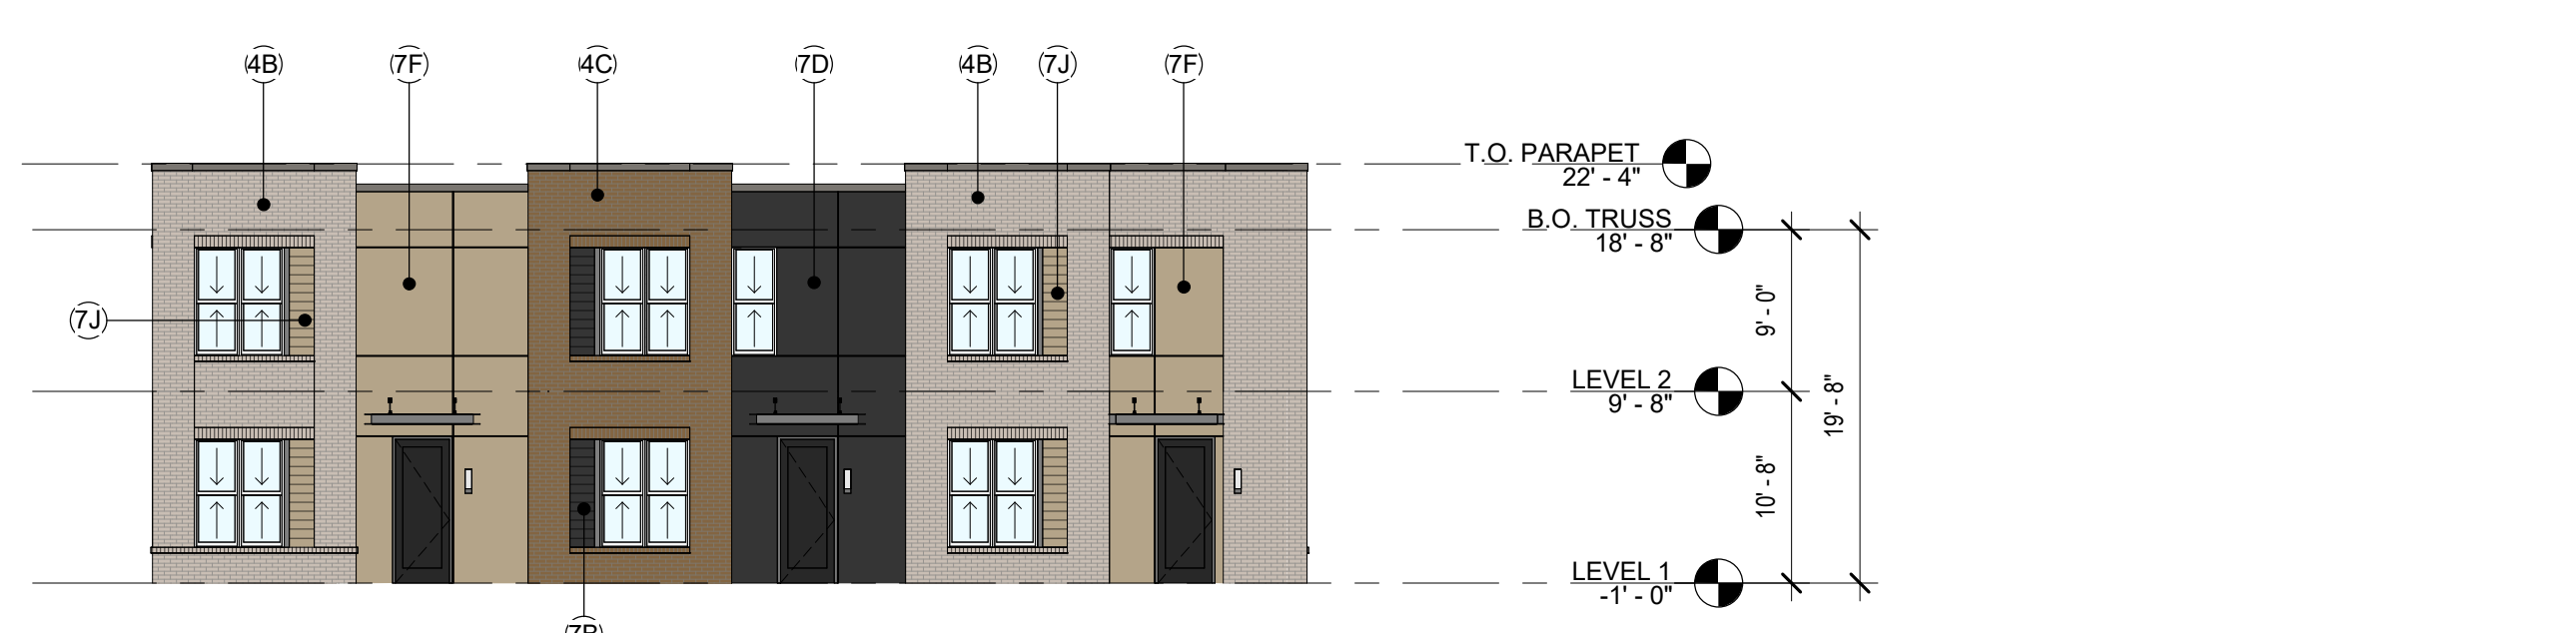 4B 7F 4C 7D 4B 7J 7F
T.O. PARAPET
22' - 4"
B.O. TRUSS
18' - 8"
7J
9' - 0"
LEVEL 2
9' - 8"
19' - 8"
10' - 8"
LEVEL 1
-1' - 0"